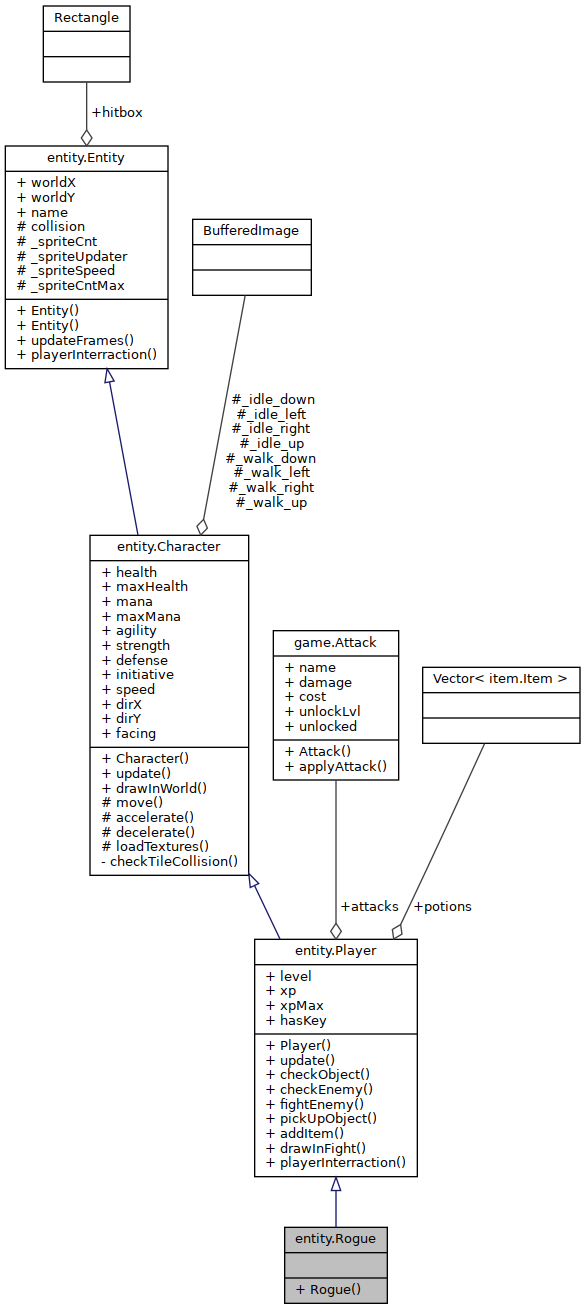 Rectangle
+hitbox
entity.Entity
+ worldX
+ worldY
+ name
# collision
# _spriteCnt
# _spriteUpdater
# _spriteSpeed
# _spriteCntMax
+ Entity()
+ Entity()
+ updateFrames()
+ playerInterraction()
BufferedImage
#_idle_down
#_idle_left
#_idle_right
#_idle_up
#_walk_down
#_walk_left
#_walk_right
#_walk_up
entity.Character
+ health
+ maxHealth
+ mana
+ maxMana
+ agility
+ strength
+ defense
+ initiative
+ speed
+ dirX
+ dirY
+ facing
+ Character()
+ update()
+ drawInWorld()
# move()
# accelerate()
# decelerate()
# loadTextures()
- checkTileCollision()
game.Attack
+ name
+ damage
+ cost
+ unlockLvl
+ unlocked
+ Attack()
+ applyAttack()
Vector< item.Item >
+attacks
+potions
entity.Player
+ level
+ xp
+ xpMax
+ hasKey
+ Player()
+ update()
+ checkObject()
+ checkEnemy()
+ fightEnemy()
+ pickUpObject()
+ addItem()
+ drawInFight()
+ playerInterraction()
entity.Rogue
+ Rogue()